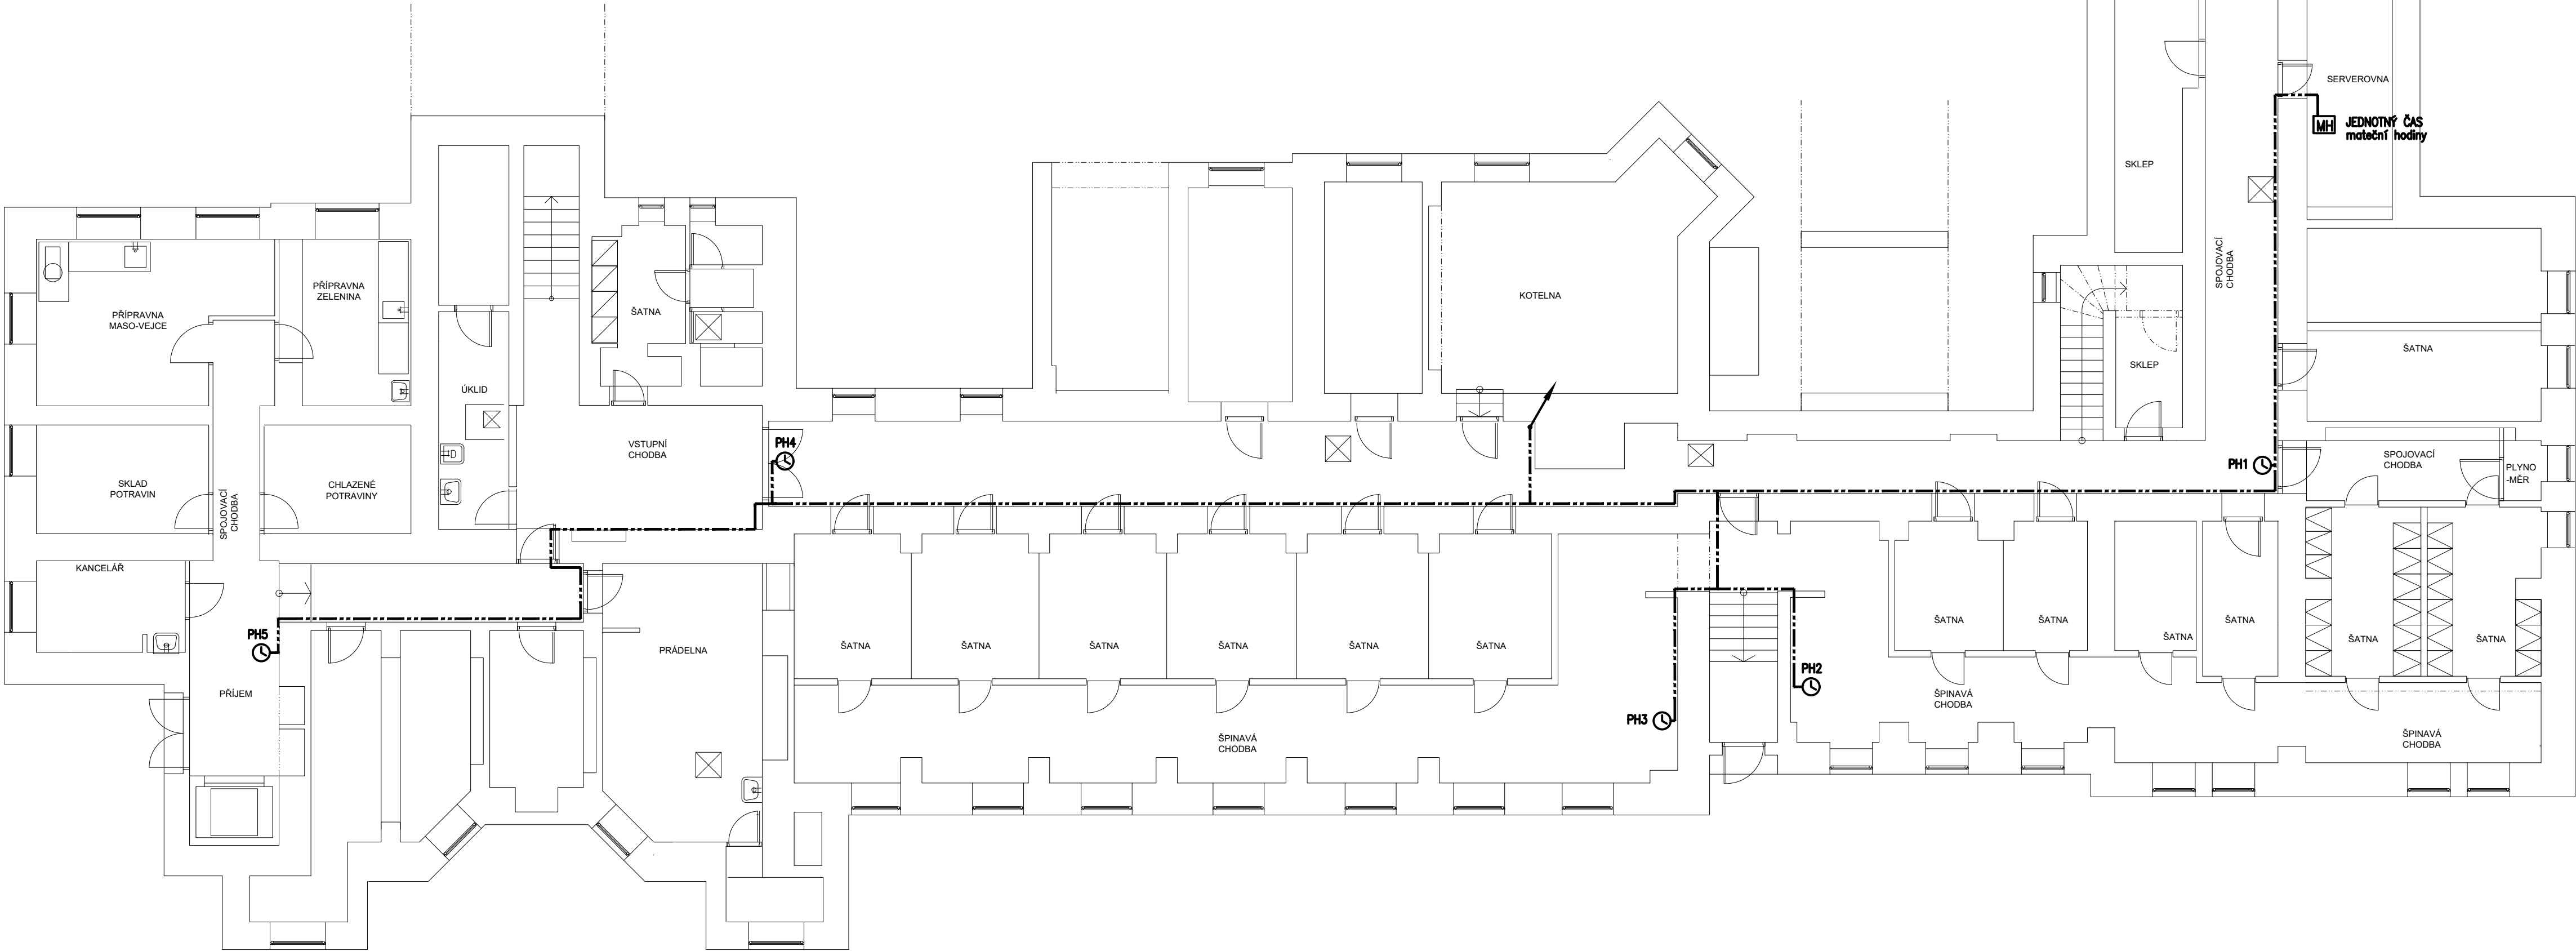 SERVEROVNA
MH
JEDNOTNÝ ČAS
mateční hodiny
SKLEP
SPOJOVACÍ
CHODBA
PŘÍPRAVNA
ZELENINA
PŘÍPRAVNA
MASO-VEJCE
ŠATNA
KOTELNA
ŠATNA
SKLEP
ÚKLID
VSTUPNÍ
CHODBA
PH4
PH1
SPOJOVACÍ
CHODBA
PLYNO
-MĚR
SKLAD
POTRAVIN
SPOJOVACÍ
CHODBA
CHLAZENÉ
POTRAVINY
KANCELÁŘ
PH5
PŘÍJEM
PRÁDELNA
ŠATNA
ŠATNA
ŠATNA
ŠATNA
ŠATNA
ŠATNA
ŠATNA
ŠATNA
ŠATNA
ŠATNA
ŠATNA
ŠATNA
PH2
PH3
ŠPINAVÁ
CHODBA
ŠPINAVÁ
CHODBA
ŠPINAVÁ
CHODBA